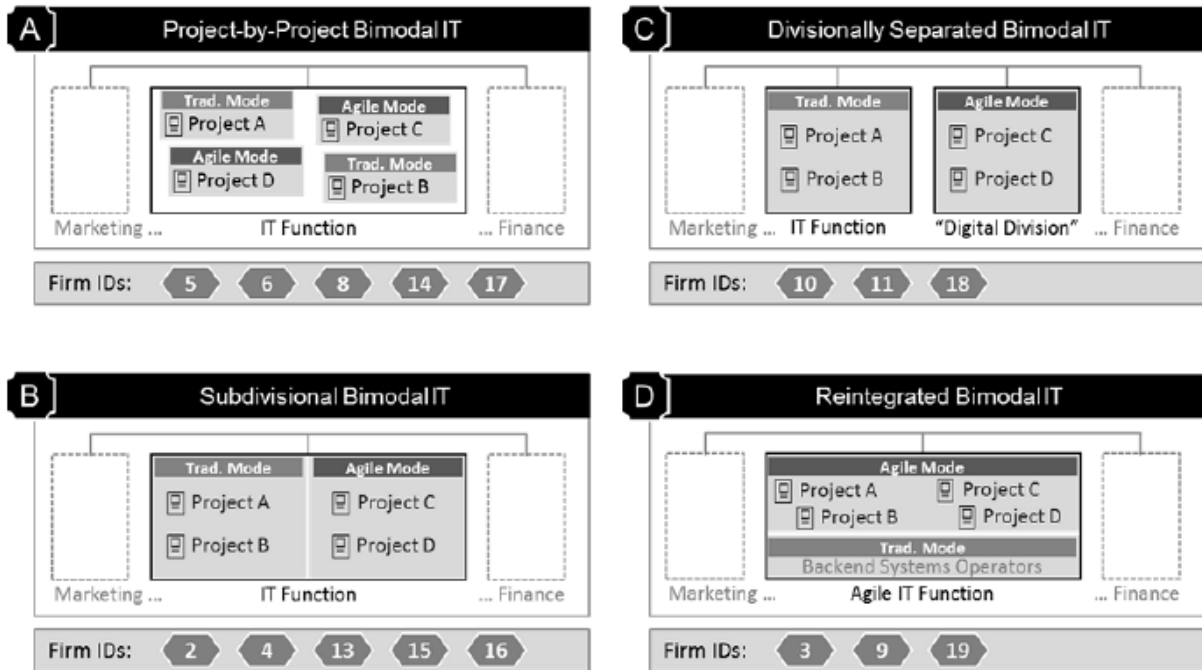 A Project-by-Project Bimodal IT
Trad. Mode
Project A
Agile Mode
Project C
Agile Mode
Project D
Trad. Mode
Project B
Marketing ... IT Function ... Finance
Firm IDs: 5 6 8 14 17
C Divisionally Separated Bimodal IT
Trad. Mode Agile Mode
Project A Project C
Project B Project D
Marketing ... IT Function "Digital Division" ... Finance
Firm IDs: 10 11 18
B Subdivisional Bimodal IT
Trad. Mode Agile Mode
Project A Project C
Project B Project D
Marketing ... IT Function ... Finance
Firm IDs: 2 4 13 15 16
D Reintegrated Bimodal IT
Agile Mode
Project A Project C
Project B Project D
Trad. Mode
Backend Systems Operators
Marketing ... Agile IT Function ... Finance
Firm IDs: 3 9 19